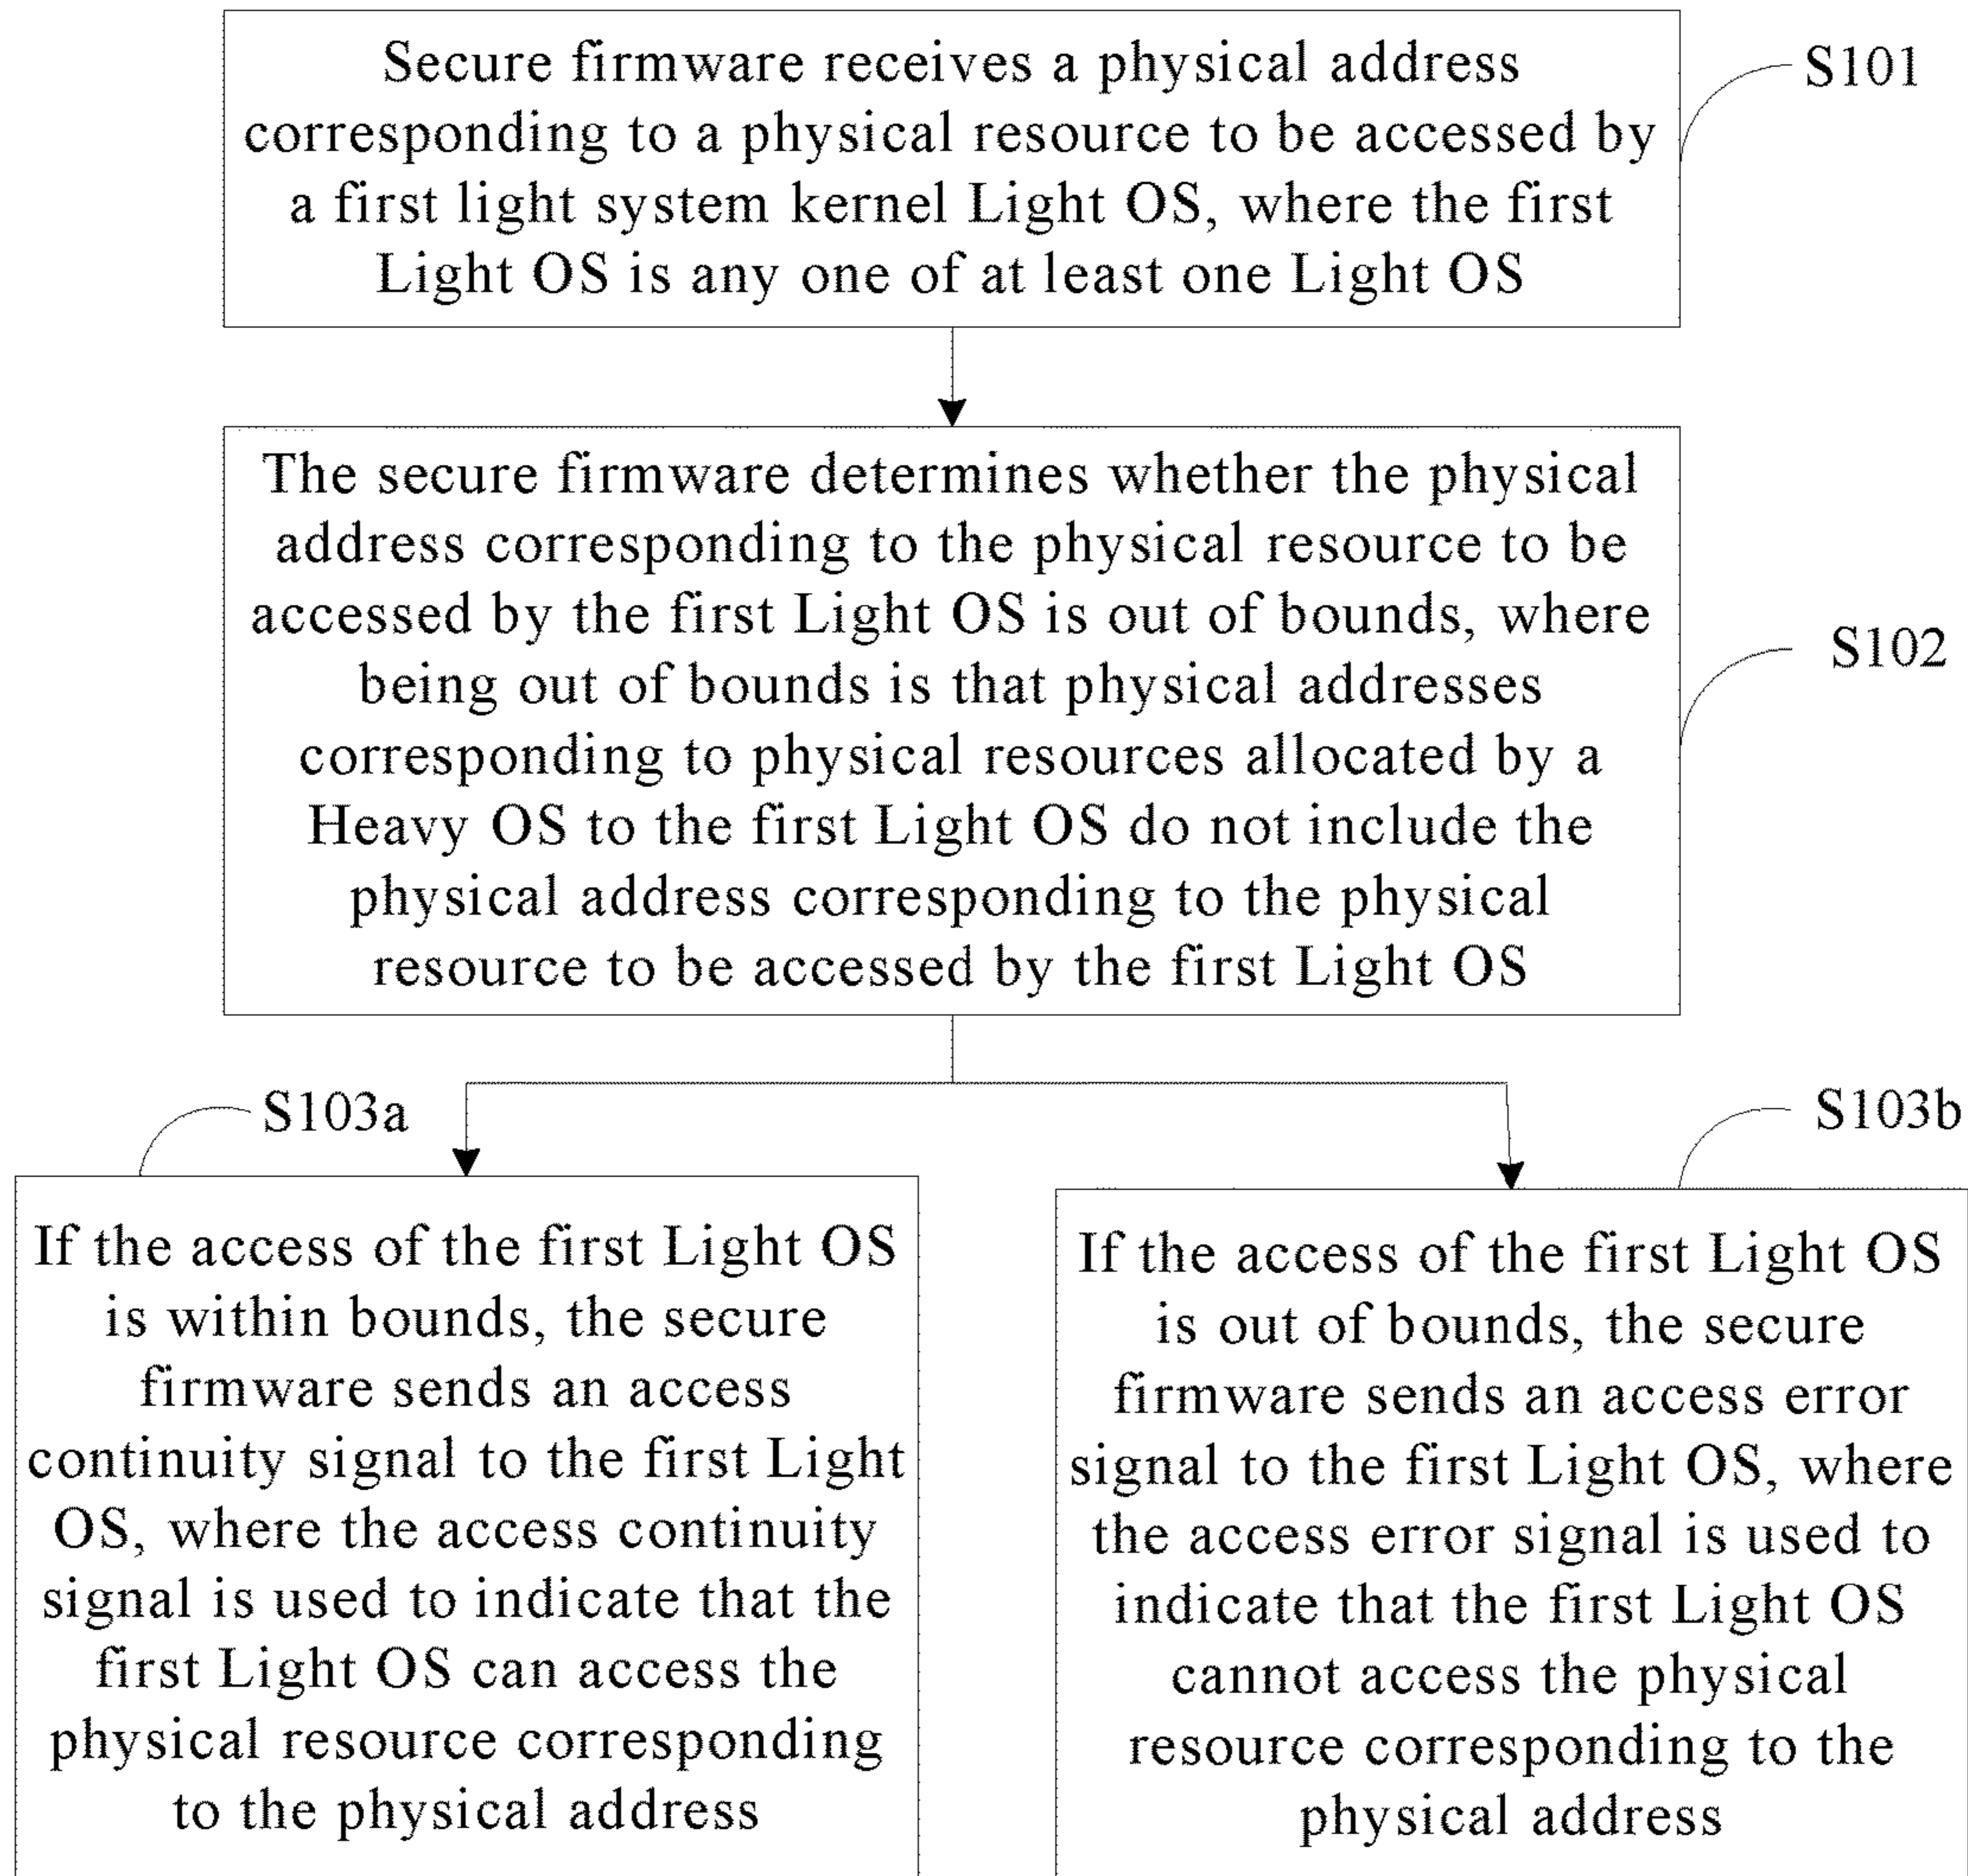 Secure firmware receives a physical address
corresponding to a physical resource to be accessed by
a first light system kernel Light OS, where the first
Light OS is any one of at least one Light OS
S101
The secure firmware determines whether the physical
address corresponding to the physical resource to be
accessed by the first Light OS is out of bounds, where
being out of bounds is that physical addresses
corresponding to physical resources allocated by a
Heavy OS to the first Light OS do not include the
physical address corresponding to the physical
resource to be accessed by the first Light OS
S102
S103a
If the access of the first Light OS
is within bounds, the secure
firmware sends an access
continuity signal to the first Light
OS, where the access continuity
signal is used to indicate that the
first Light OS can access the
physical resource corresponding
to the physical address
S103b
If the access of the first Light OS
is out of bounds, the secure
firmware sends an access error
signal to the first Light OS, where
the access error signal is used to
indicate that the first Light OS
cannot access the physical
resource corresponding to the
physical address